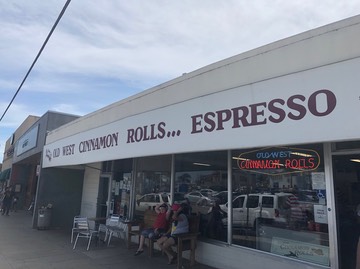 OLD WEST CINNAMON ROLLS... ESPRESSO
OLD WEST
CINNAMON ROLLS